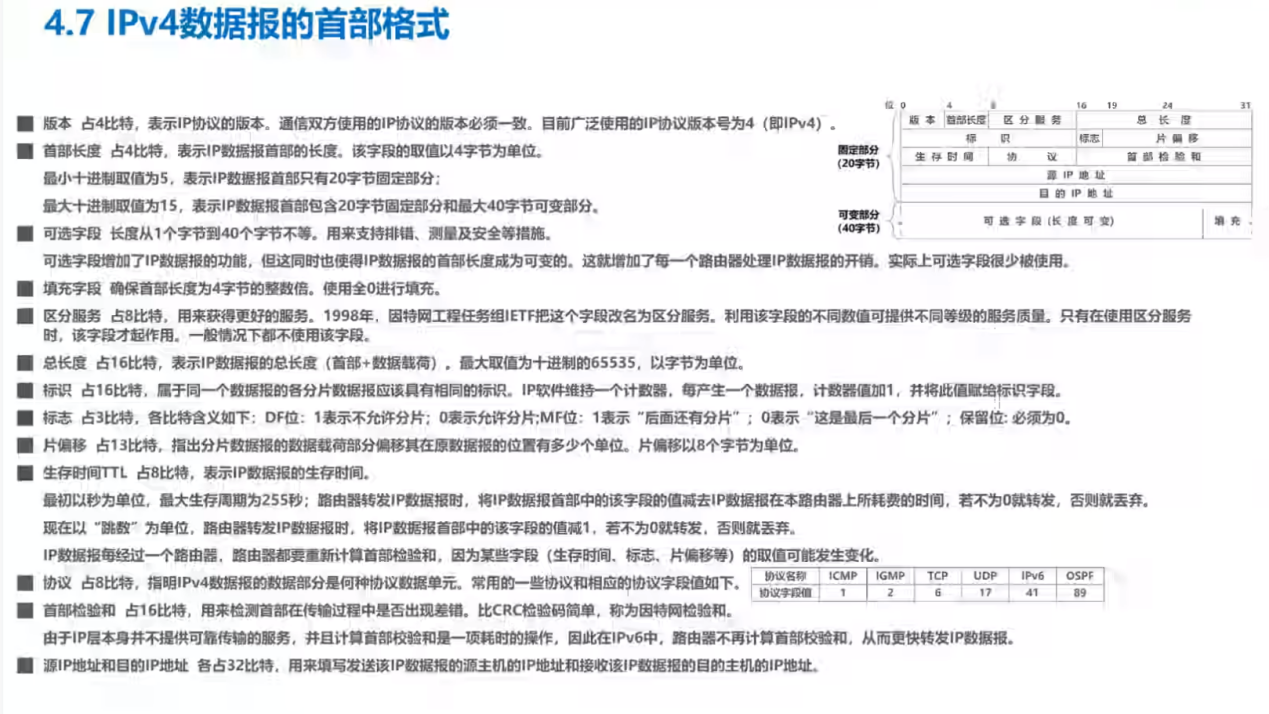 4.7 IPv4数据报的首部格式
位 0 4 8 16 19 24 31
版本 首部长度 区分服务 总长度
标识 标志 片偏移
生存时间 协议 首部检验和
源IP地址
目的IP地址
可选字段(长度可变) 填充
固定部分
(20字节)
可变部分
(40字节)
版本 占4比特，表示IP协议的版本。通信双方使用的IP协议的版本必须一致。目前广泛使用的IP协议版本号为4（即IPv4）。
首部长度 占4比特，表示IP数据报首部的长度。该字段的取值以4字节为单位。
最小十进制取值为5，表示IP数据报首部只有20字节固定部分；
最大十进制取值为15，表示IP数据报首部包含20字节固定部分和最大40字节可变部分。
可选字段 长度从1个字节到40个字节不等。用来支持排错、测量及安全等措施。
可选字段增加了IP数据报的功能，但这同时也使得IP数据报的首部长度成为可变的。这就增加了每一个路由器处理IP数据报的开销。实际上可选字段很少被使用。
填充字段 确保首部长度为4字节的整数倍。使用全0进行填充。
区分服务 占8比特，用来获得更好的服务。1998年，因特网工程任务组IETF把这个字段改名为区分服务。利用该字段的不同数值可提供不同等级的服务质量。只有在使用区分服务
时，该字段才起作用。一般情况下都不使用该字段。
总长度 占16比特，表示IP数据报的总长度（首部+数据载荷）。最大取值为十进制的65535，以字节为单位。
标识 占16比特，属于同一个数据报的各分片数据报应该具有相同的标识。IP软件维持一个计数器，每产生一个数据报，计数器值加1，并将此值赋给标识字段。
标志 占3比特，各比特含义如下：DF位：1表示不允许分片；0表示允许分片;MF位：1表示“后面还有分片”；0表示“这是最后一个分片”；保留位: 必须为0。
片偏移 占13比特，指出分片数据报的数据载荷部分偏移其在原数据报的位置有多少个单位。片偏移以8个字节为单位。
生存时间TTL 占8比特，表示IP数据报的生存时间。
最初以秒为单位，最大生存周期为255秒；路由器转发IP数据报时，将IP数据报首部中的该字段的值减去IP数据报在本路由器上所耗费的时间，若不为0就转发，否则就丢弃。
现在以“跳数”为单位，路由器转发IP数据报时，将IP数据报首部中的该字段的值减1，若不为0就转发，否则就丢弃。
IP数据报每经过一个路由器，路由器都要重新计算首部检验和，因为某些字段（生存时间、标志、片偏移等）的取值可能发生变化。
协议 占8比特，指明IPv4数据报的数据部分是何种协议数据单元。常用的一些协议和相应的协议字段值如下。
协议名称 ICMP IGMP TCP UDP IPv6 OSPF
协议字段值 1 2 6 17 41 89
首部检验和 占16比特，用来检测首部在传输过程中是否出现差错。比CRC检验码简单，称为因特网检验和。
由于IP层本身并不提供可靠传输的服务，并且计算首部校验和是一项耗时的操作，因此在IPv6中，路由器不再计算首部校验和，从而更快转发IP数据报。
源IP地址和目的IP地址 各占32比特，用来填写发送该IP数据报的源主机的IP地址和接收该IP数据报的目的主机的IP地址。